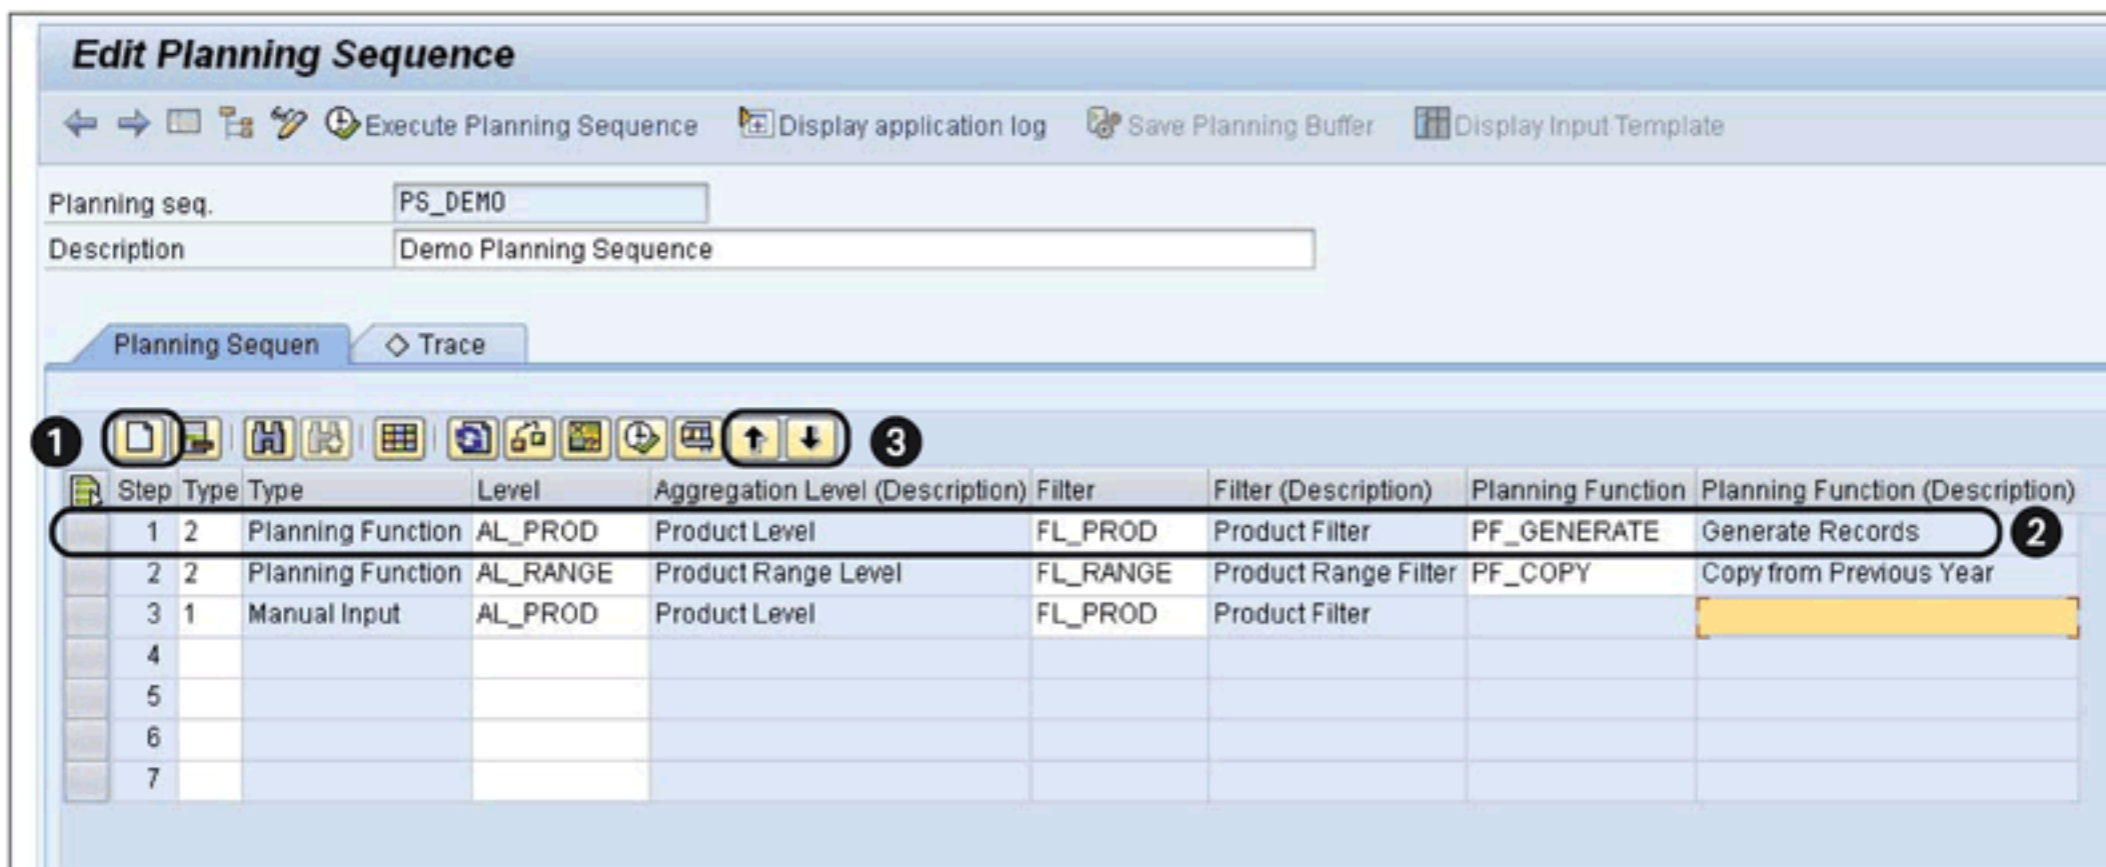 Edit Planning Sequence
Execute Planning Sequence Display application log Save Planning Buffer Display Input Template
Planning seq. PS_DEMO
Description Demo Planning Sequence
Planning Sequen Trace
1 3
Step Type Type Level Aggregation Level (Description) Filter Filter (Description) Planning Function Planning Function (Description)
1 2 Planning Function AL_PROD Product Level FL_PROD Product Filter PF_GENERATE Generate Records 2
2 2 Planning Function AL_RANGE Product Range Level FL_RANGE Product Range Filter PF_COPY Copy from Previous Year
3 1 Manual Input AL_PROD Product Level FL_PROD Product Filter
4
5
6
7